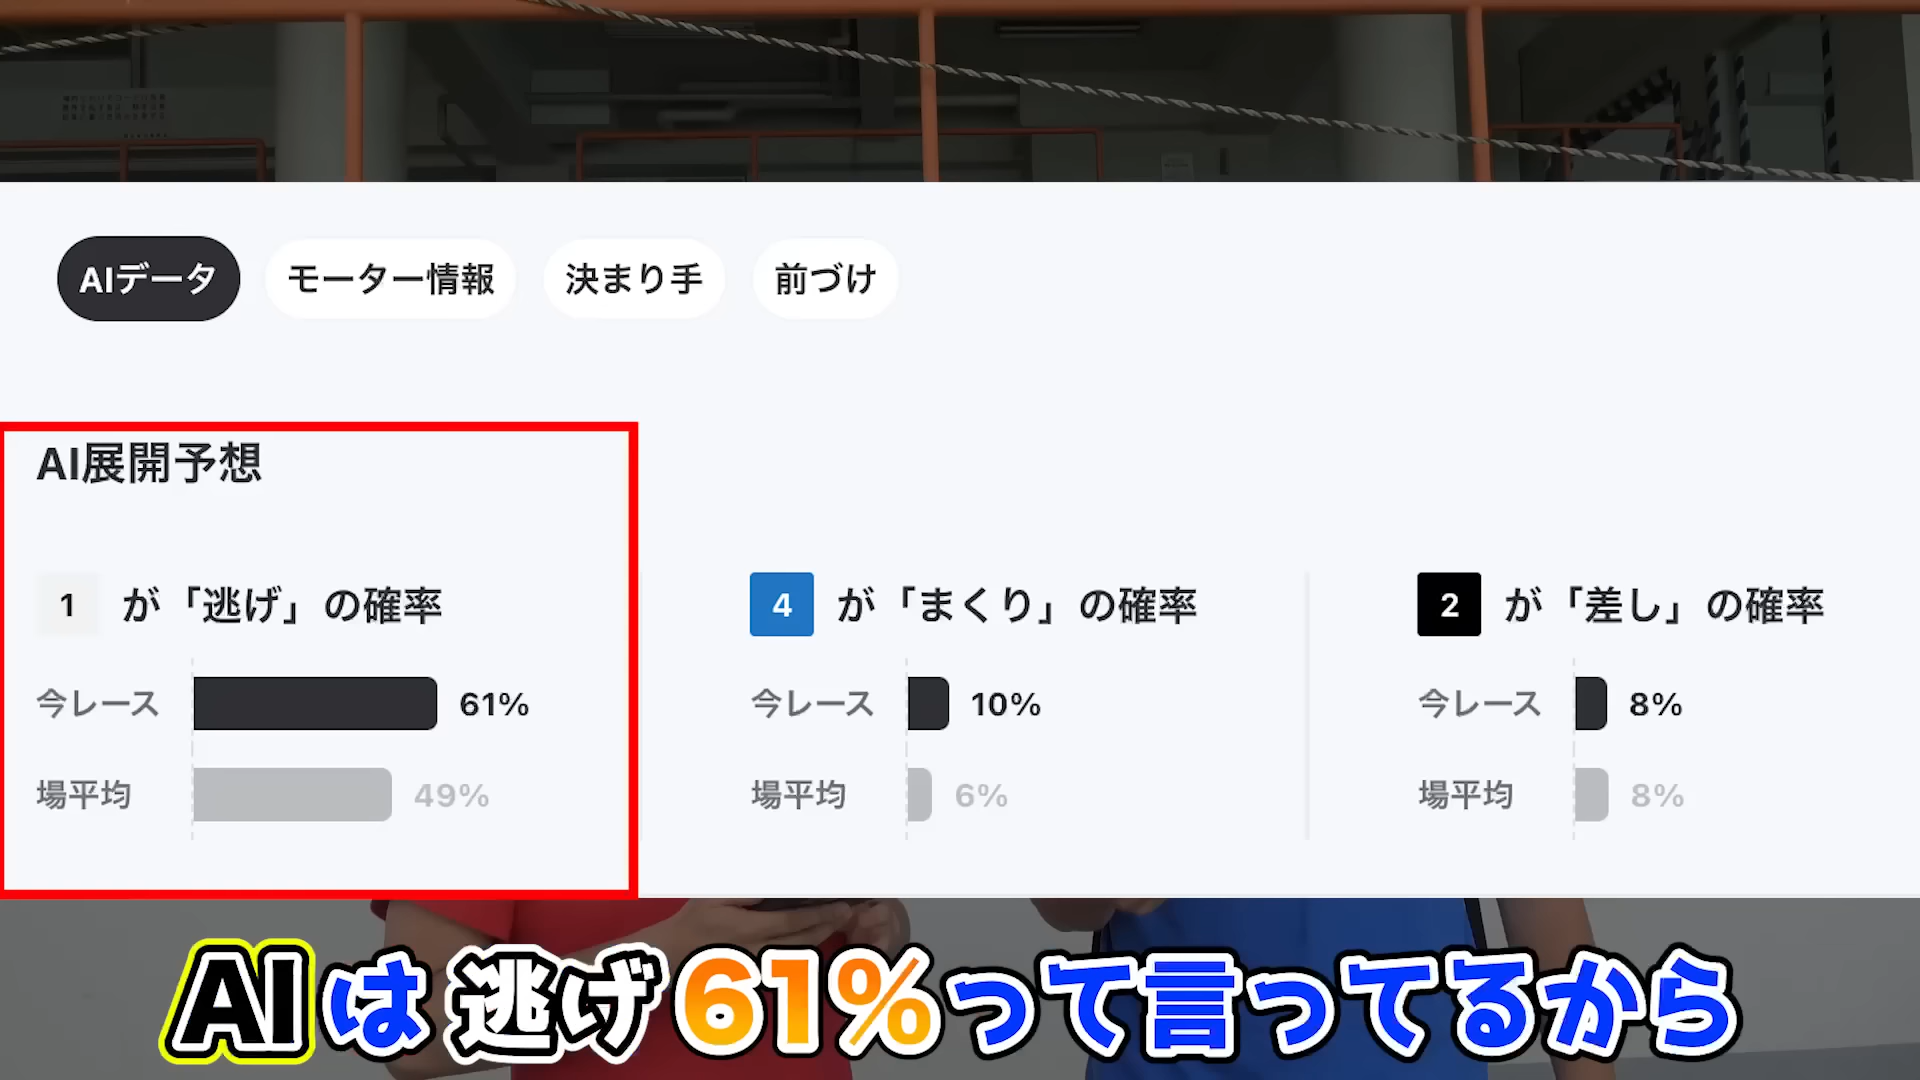 AIデータ モーター情報 決まり手 前づけ
AI展開予想
1 が「逃げ」の確率
今レース 61%
場平均 49%
4 が「まくり」の確率
今レース 10%
場平均 6%
2 が「差し」の確率
今レース 8%
場平均 8%
AIは逃げ61%って言ってるから